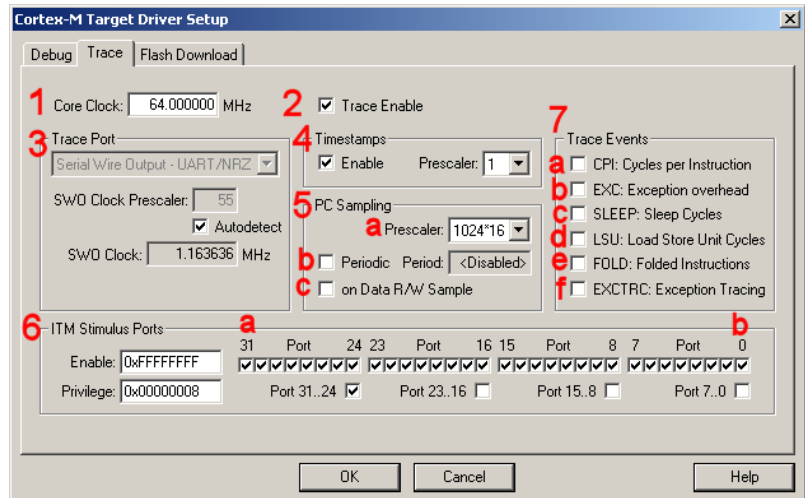 Cortex-M Target Driver Setup
Debug Trace Flash Download
1 Core Clock: 64.000000 MHz 2 Trace Enable
3 Trace Port
Serial Wire Output - UART/NRZ
SWO Clock Prescaler: 55
Autodetect
SWO Clock: 1.163636 MHz
4 Timestamps
Enable Prescaler: 1
5 PC Sampling
a Prescaler: 1024*16
b Periodic Period: <Disabled>
c on Data R/W Sample
7
Trace Events
a CPI: Cycles per Instruction
b EXC: Exception overhead
c SLEEP: Sleep Cycles
d LSU: Load Store Unit Cycles
e FOLD: Folded Instructions
f EXCTRC: Exception Tracing
6 ITM Stimulus Ports
a b
31 Port 24 23 Port 16 15 Port 8 7 Port 0
Enable: 0xFFFFFFFF
Privilege: 0x00000008 Port 31..24 Port 23..16 Port 15..8 Port 7..0
OK Cancel Help